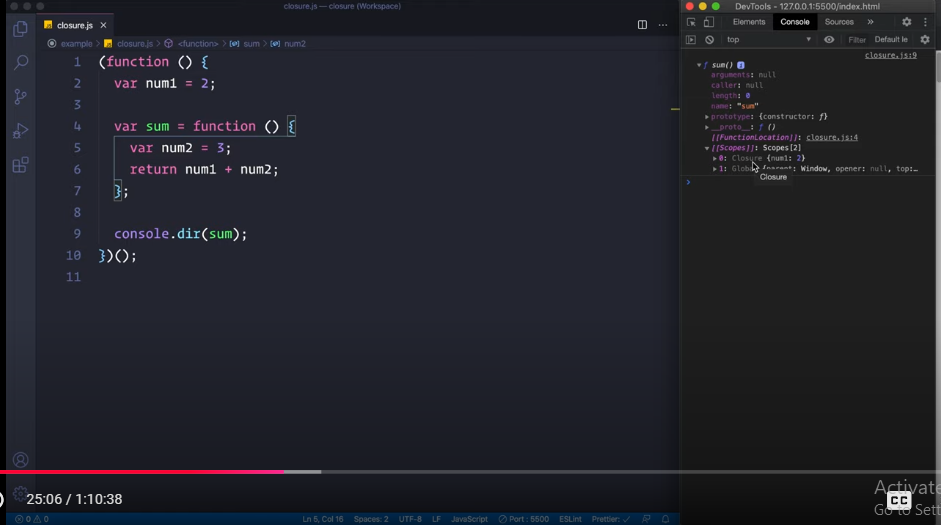 closure.js — closure (Workspace)
closure.js
example > closure.js > <function> > sum > num2
1 (function () {
2 var num1 = 2;
3
4 var sum = function () {
5 var num2 = 3;
6 return num1 + num2;
7 };
8
9 console.dir(sum);
10 })();
11
DevTools - 127.0.0.1:5500/index.html
Elements Console Sources »
top Filter Default le
closure.js:9
▼ƒ sum() i
arguments: null
caller: null
length: 0
name: "sum"
▶prototype: {constructor: ƒ}
▶__proto__: ƒ ()
[[FunctionLocation]]: closure.js:4
▼[[Scopes]]: Scopes[2]
▶0: Closure {num1: 2}
▶1: Global {parent: Window, opener: null, top:…
Closure
>
25:06 / 1:10:38
CC
Activate
Go to Sett
0 0 Ln 5, Col 16 Spaces: 2 UTF-8 LF JavaScript Port : 5500 ESLint Prettier: ✓